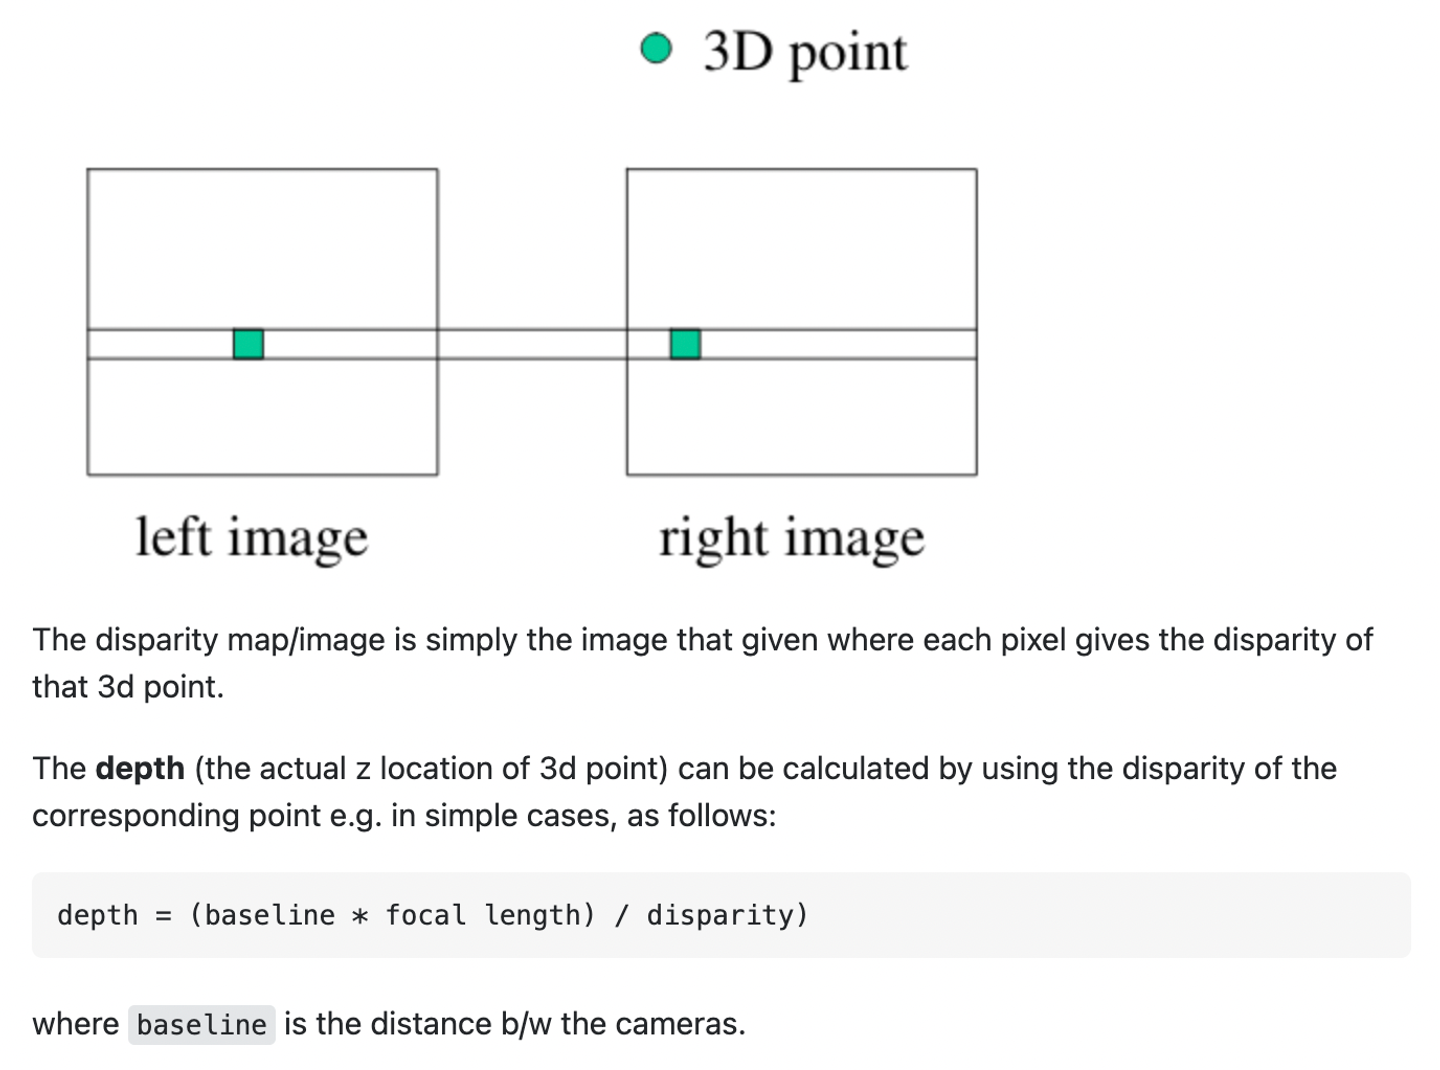 3D point
left image
right image
The disparity map/image is simply the image that given where each pixel gives the disparity of
that 3d point.
The depth (the actual z location of 3d point) can be calculated by using the disparity of the
corresponding point e.g. in simple cases, as follows:
depth = (baseline * focal length) / disparity)
where baseline is the distance b/w the cameras.